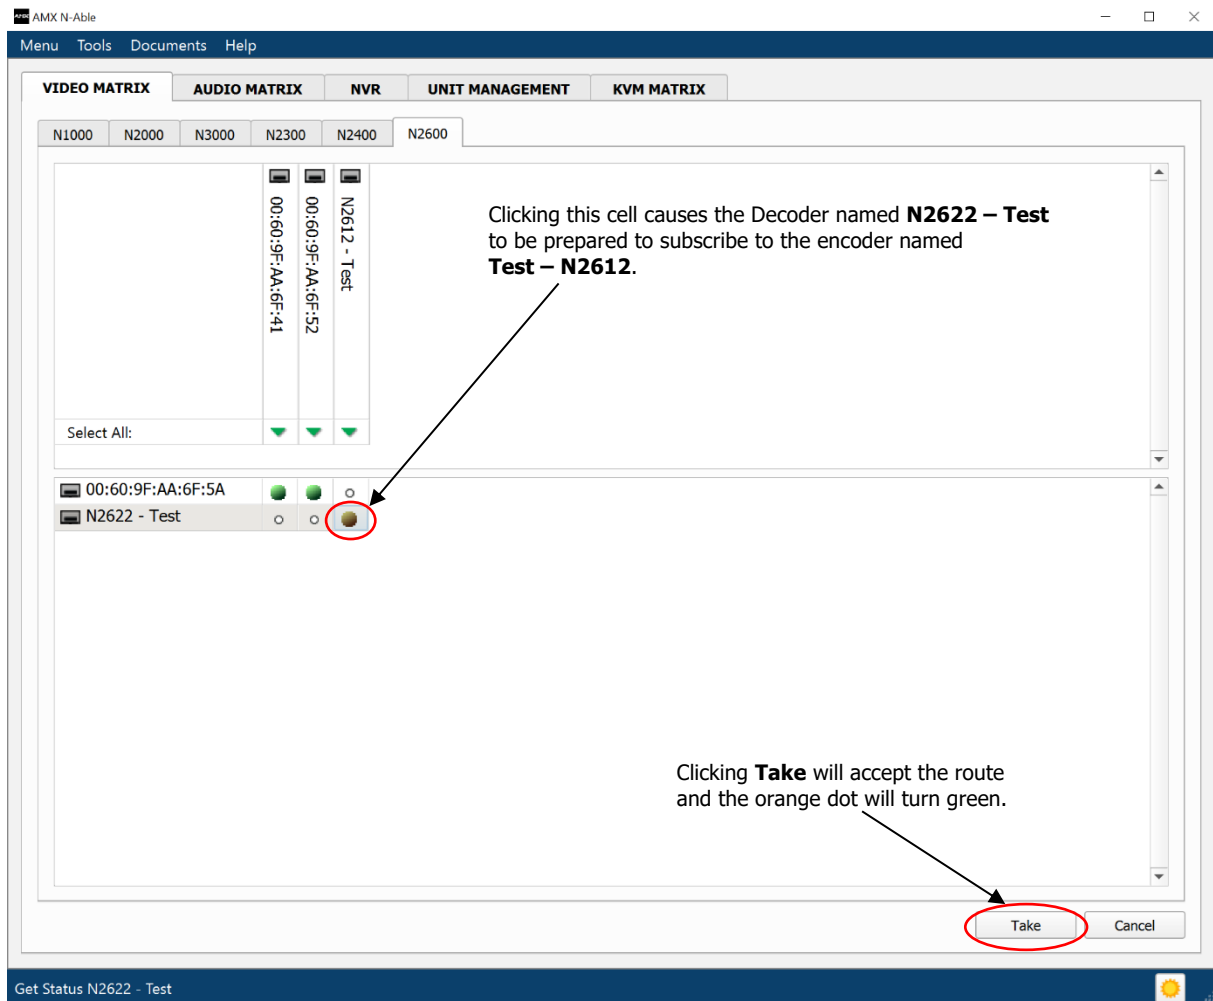 AMX AMX N-Able
Menu Tools Documents Help
VIDEO MATRIX AUDIO MATRIX NVR UNIT MANAGEMENT KVM MATRIX
N1000 N2000 N3000 N2300 N2400 N2600
00:60:9F:AA:6F:41
00:60:9F:AA:6F:52
N2612 - Test
Clicking this cell causes the Decoder named N2622 – Test
to be prepared to subscribe to the encoder named
Test – N2612.
Select All:
00:60:9F:AA:6F:5A
N2622 - Test
Clicking Take will accept the route
and the orange dot will turn green.
Take Cancel
Get Status N2622 - Test